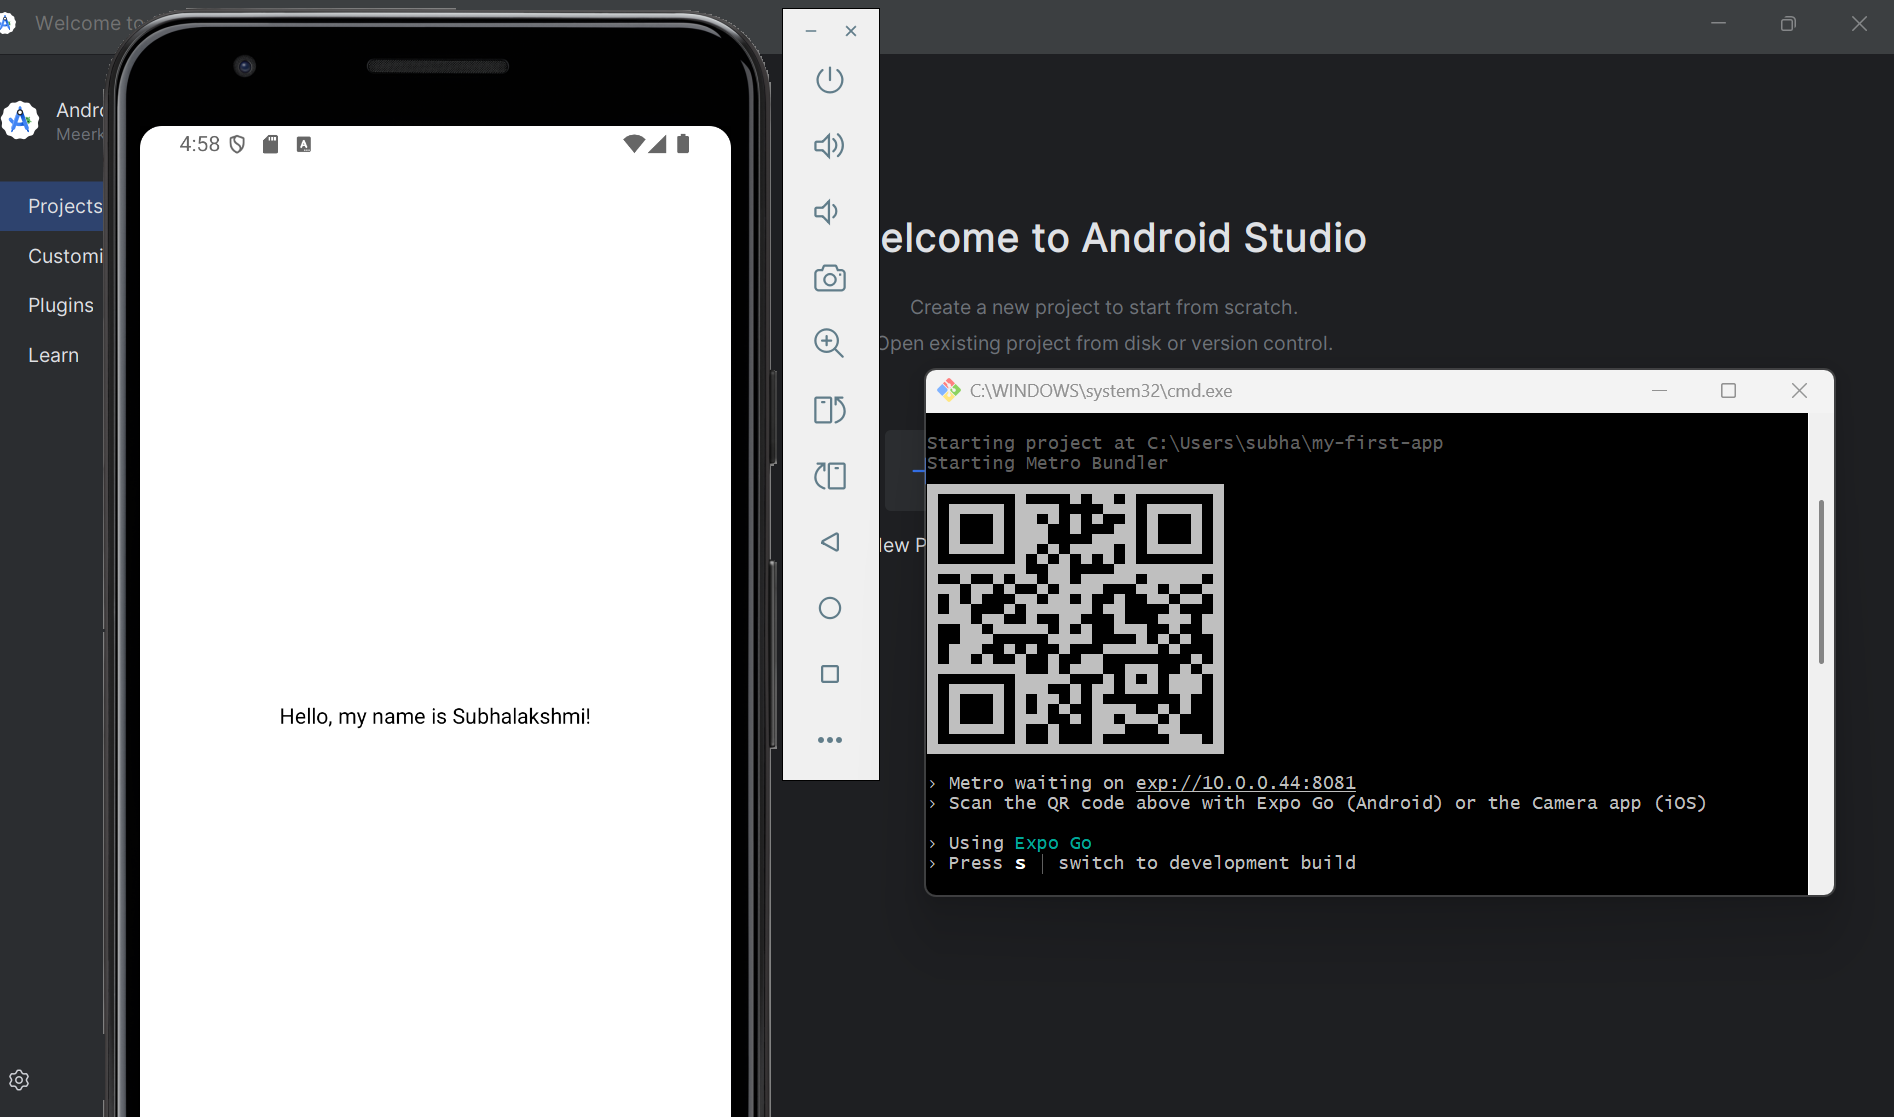 Welcome to
Andro
Meerk
Projects
Customi
Plugins
Learn
4:58
A
Hello, my name is Subhalakshmi!
elcome to Android Studio
Create a new project to start from scratch.
Open existing project from disk or version control.
ew P
C:\WINDOWS\system32\cmd.exe
Starting project at C:\Users\subha\my-first-app
Starting Metro Bundler
› Metro waiting on exp://10.0.0.44:8081
› Scan the QR code above with Expo Go (Android) or the Camera app (iOS)
› Using Expo Go
› Press s │ switch to development build